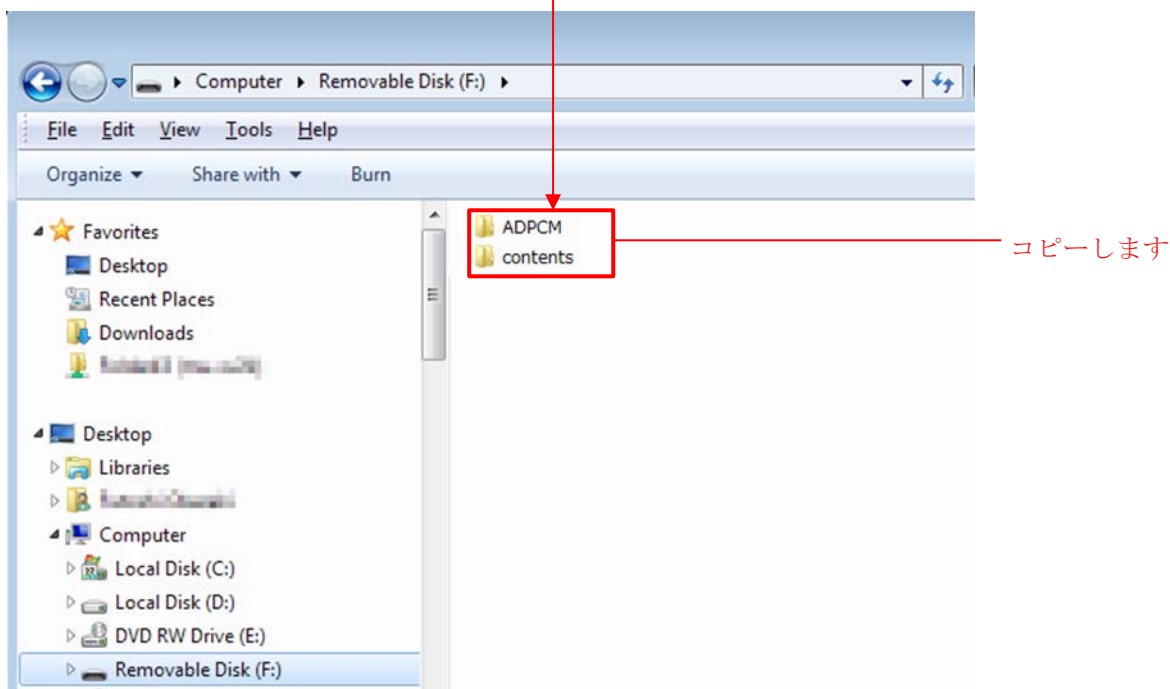 Computer Removable Disk (F:)
File Edit View Tools Help
Organize Share with Burn
Favorites
Desktop
Recent Places
Downloads
Desktop
Libraries
Computer
Local Disk (C:)
Local Disk (D:)
DVD RW Drive (E:)
Removable Disk (F:)
ADPCM
contents
コピーします